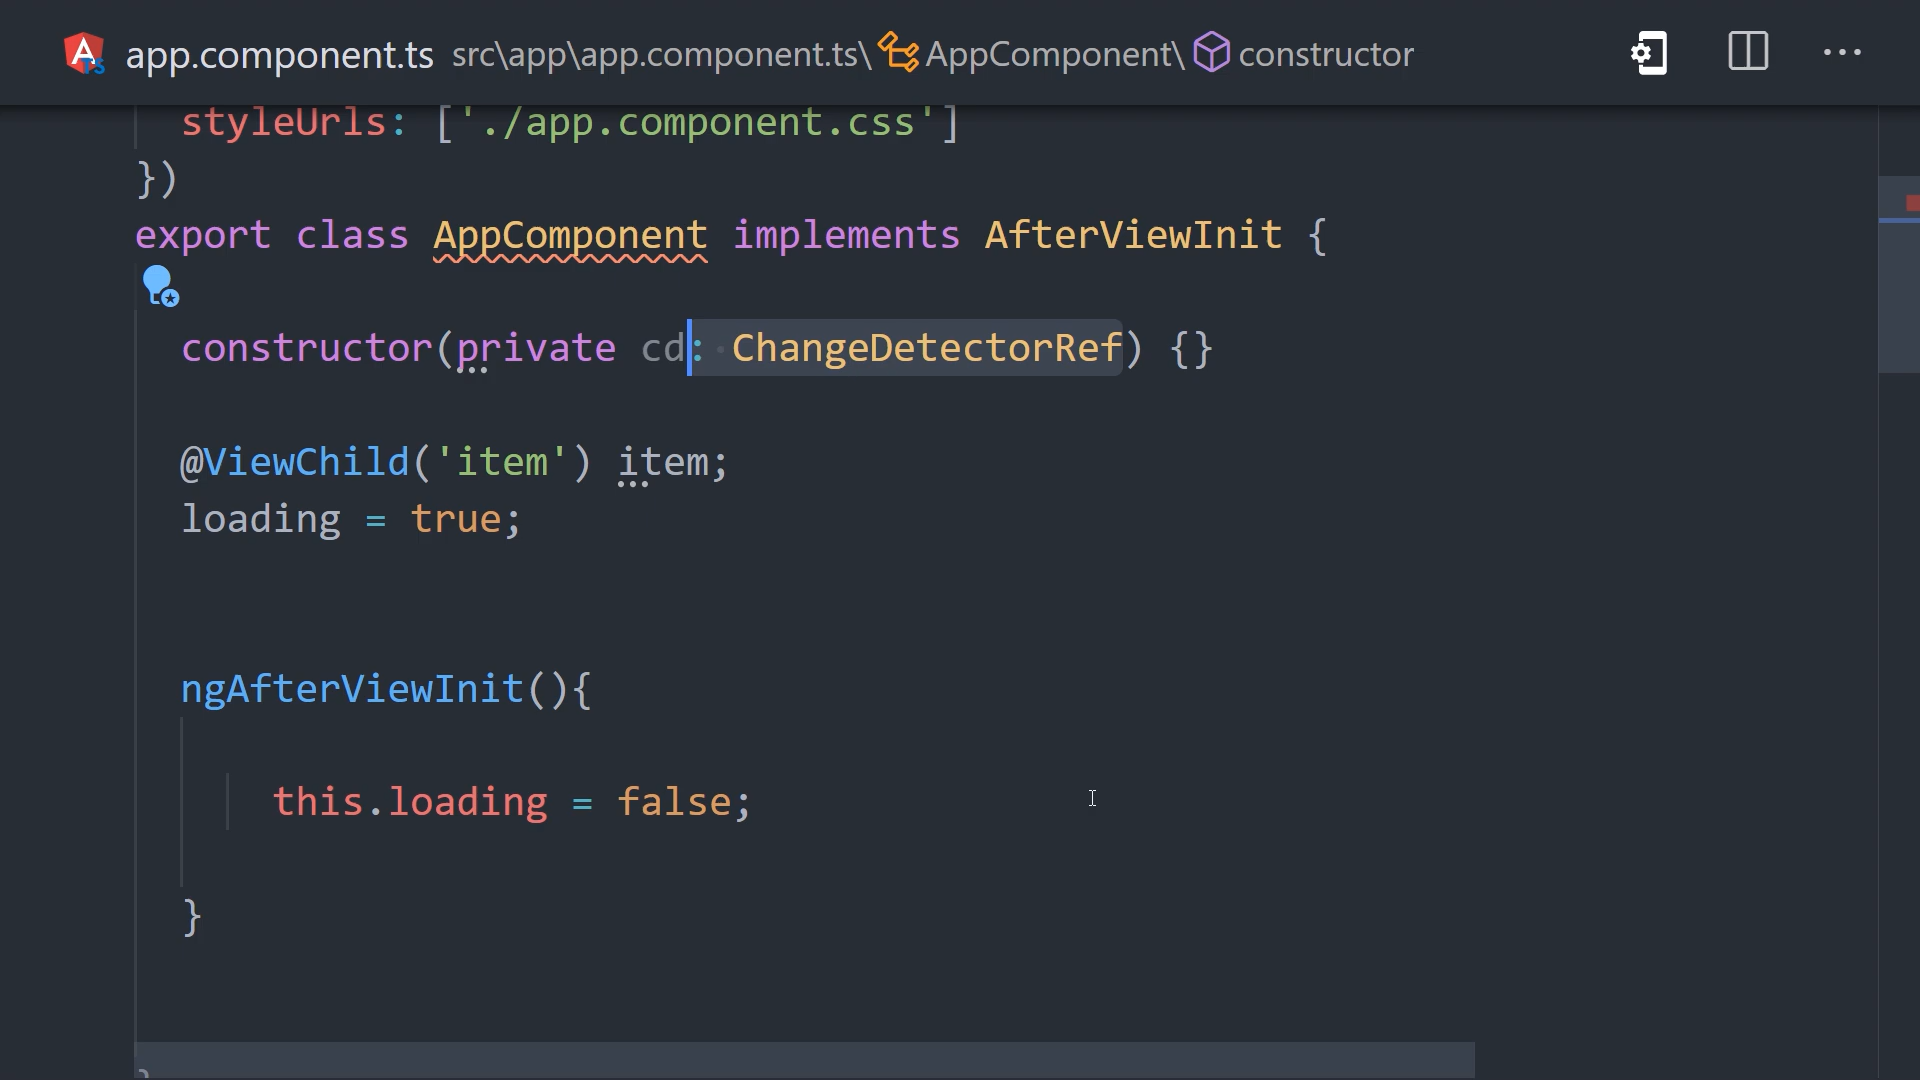 app.component.ts src\app\app.component.ts\ AppComponent\ constructor
styleUrls: ['./app.component.css']
})
export class AppComponent implements AfterViewInit {
constructor(private cd: ChangeDetectorRef) {}
@ViewChild('item') item;
loading = true;
ngAfterViewInit(){
this.loading = false;
}
}